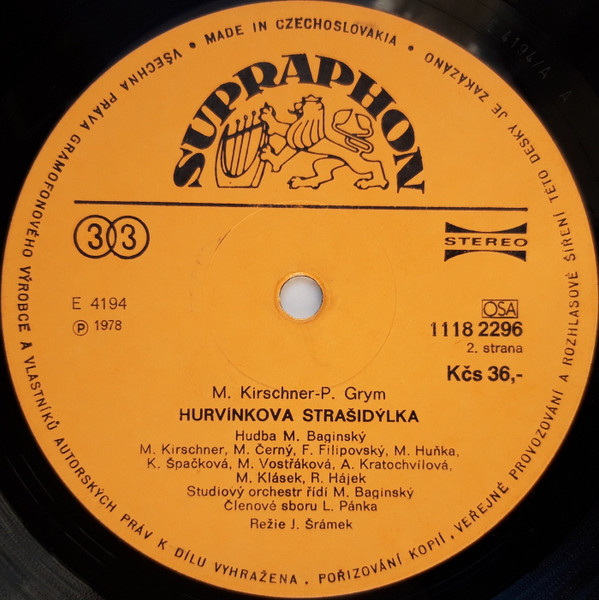 VŠECHNA PRÁVA GRAMOFONOVÉHO VÝROBCE A VLASTNÍKŮ AUTORSKÝCH PRÁV K DÍLU VYHRAŽENA. POŘIZOVÁNÍ KOPIÍ, VEŘEJNÉ PROVOZOVÁNÍ A ROZHLASOVÉ ŠÍŘENÍ TÉTO DESKY JE ZAKÁZÁNO • MADE IN CZECHOSLOVAKIA •
4194/A A
SUPRAPHON
33
STEREO
E 4194
Ⓟ 1978
OSA
1118 2296
2. strana
Kčs 36,-
M. Kirschner-P. Grym
HURVÍNKOVA STRAŠIDÝLKA
Hudba M. Baginský
M. Kirschner, M. Černý, F. Filipovský, M. Huňka,
K. Špačková, M. Vostřáková, A. Kratochvílová,
M. Klásek, R. Hájek
Studiový orchestr řídí M. Baginský
Členové sboru L. Pánka
Režie J. Šrámek